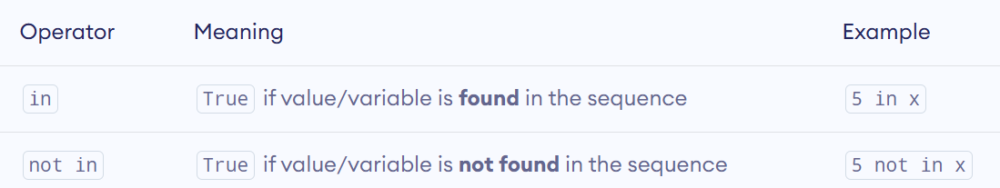 Operator Meaning Example
in True if value/variable is found in the sequence 5 in x
not in True if value/variable is not found in the sequence 5 not in x